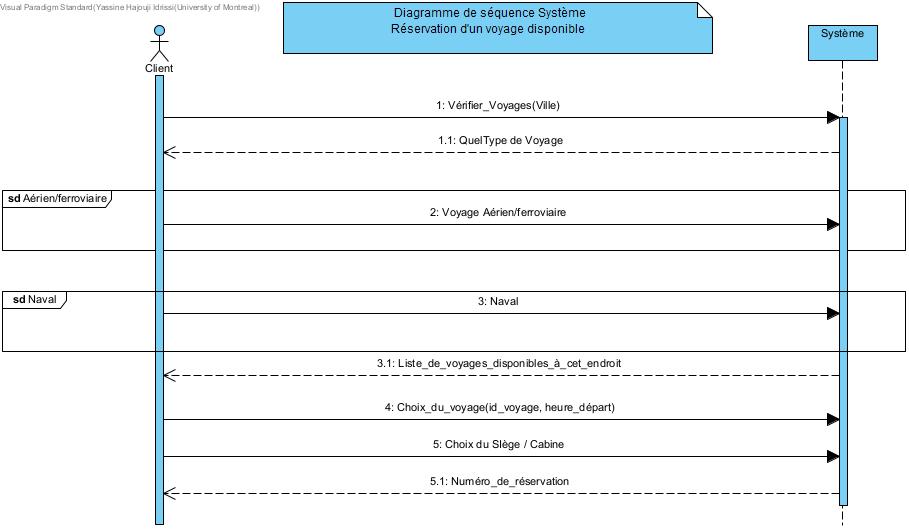 Visual Paradigm Standard(Yassine Hajouji Idrissi(University of Montreal))
Diagramme de séquence Système
Réservation d'un voyage disponible
Système
Client
1: Vérifier_Voyages(Ville)
1.1: QuelType de Voyage
sd Aérien/ferroviaire
2: Voyage Aérien/ferroviaire
sd Naval
3: Naval
3.1: Liste_de_voyages_disponibles_à_cet_endroit
4: Choix_du_voyage(id_voyage, heure_départ)
5: Choix du SIège / Cabine
5.1: Numéro_de_réservation